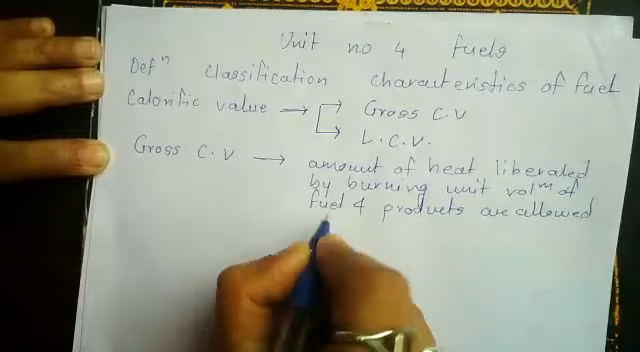 Unit no 4 fuels
Defⁿ classification characteristics of fuel
Calorific value → Gross C.V
L.C.V.
Gross C.V → amount of heat liberated
by burning unit volᵐ of
fuel & products are allowed